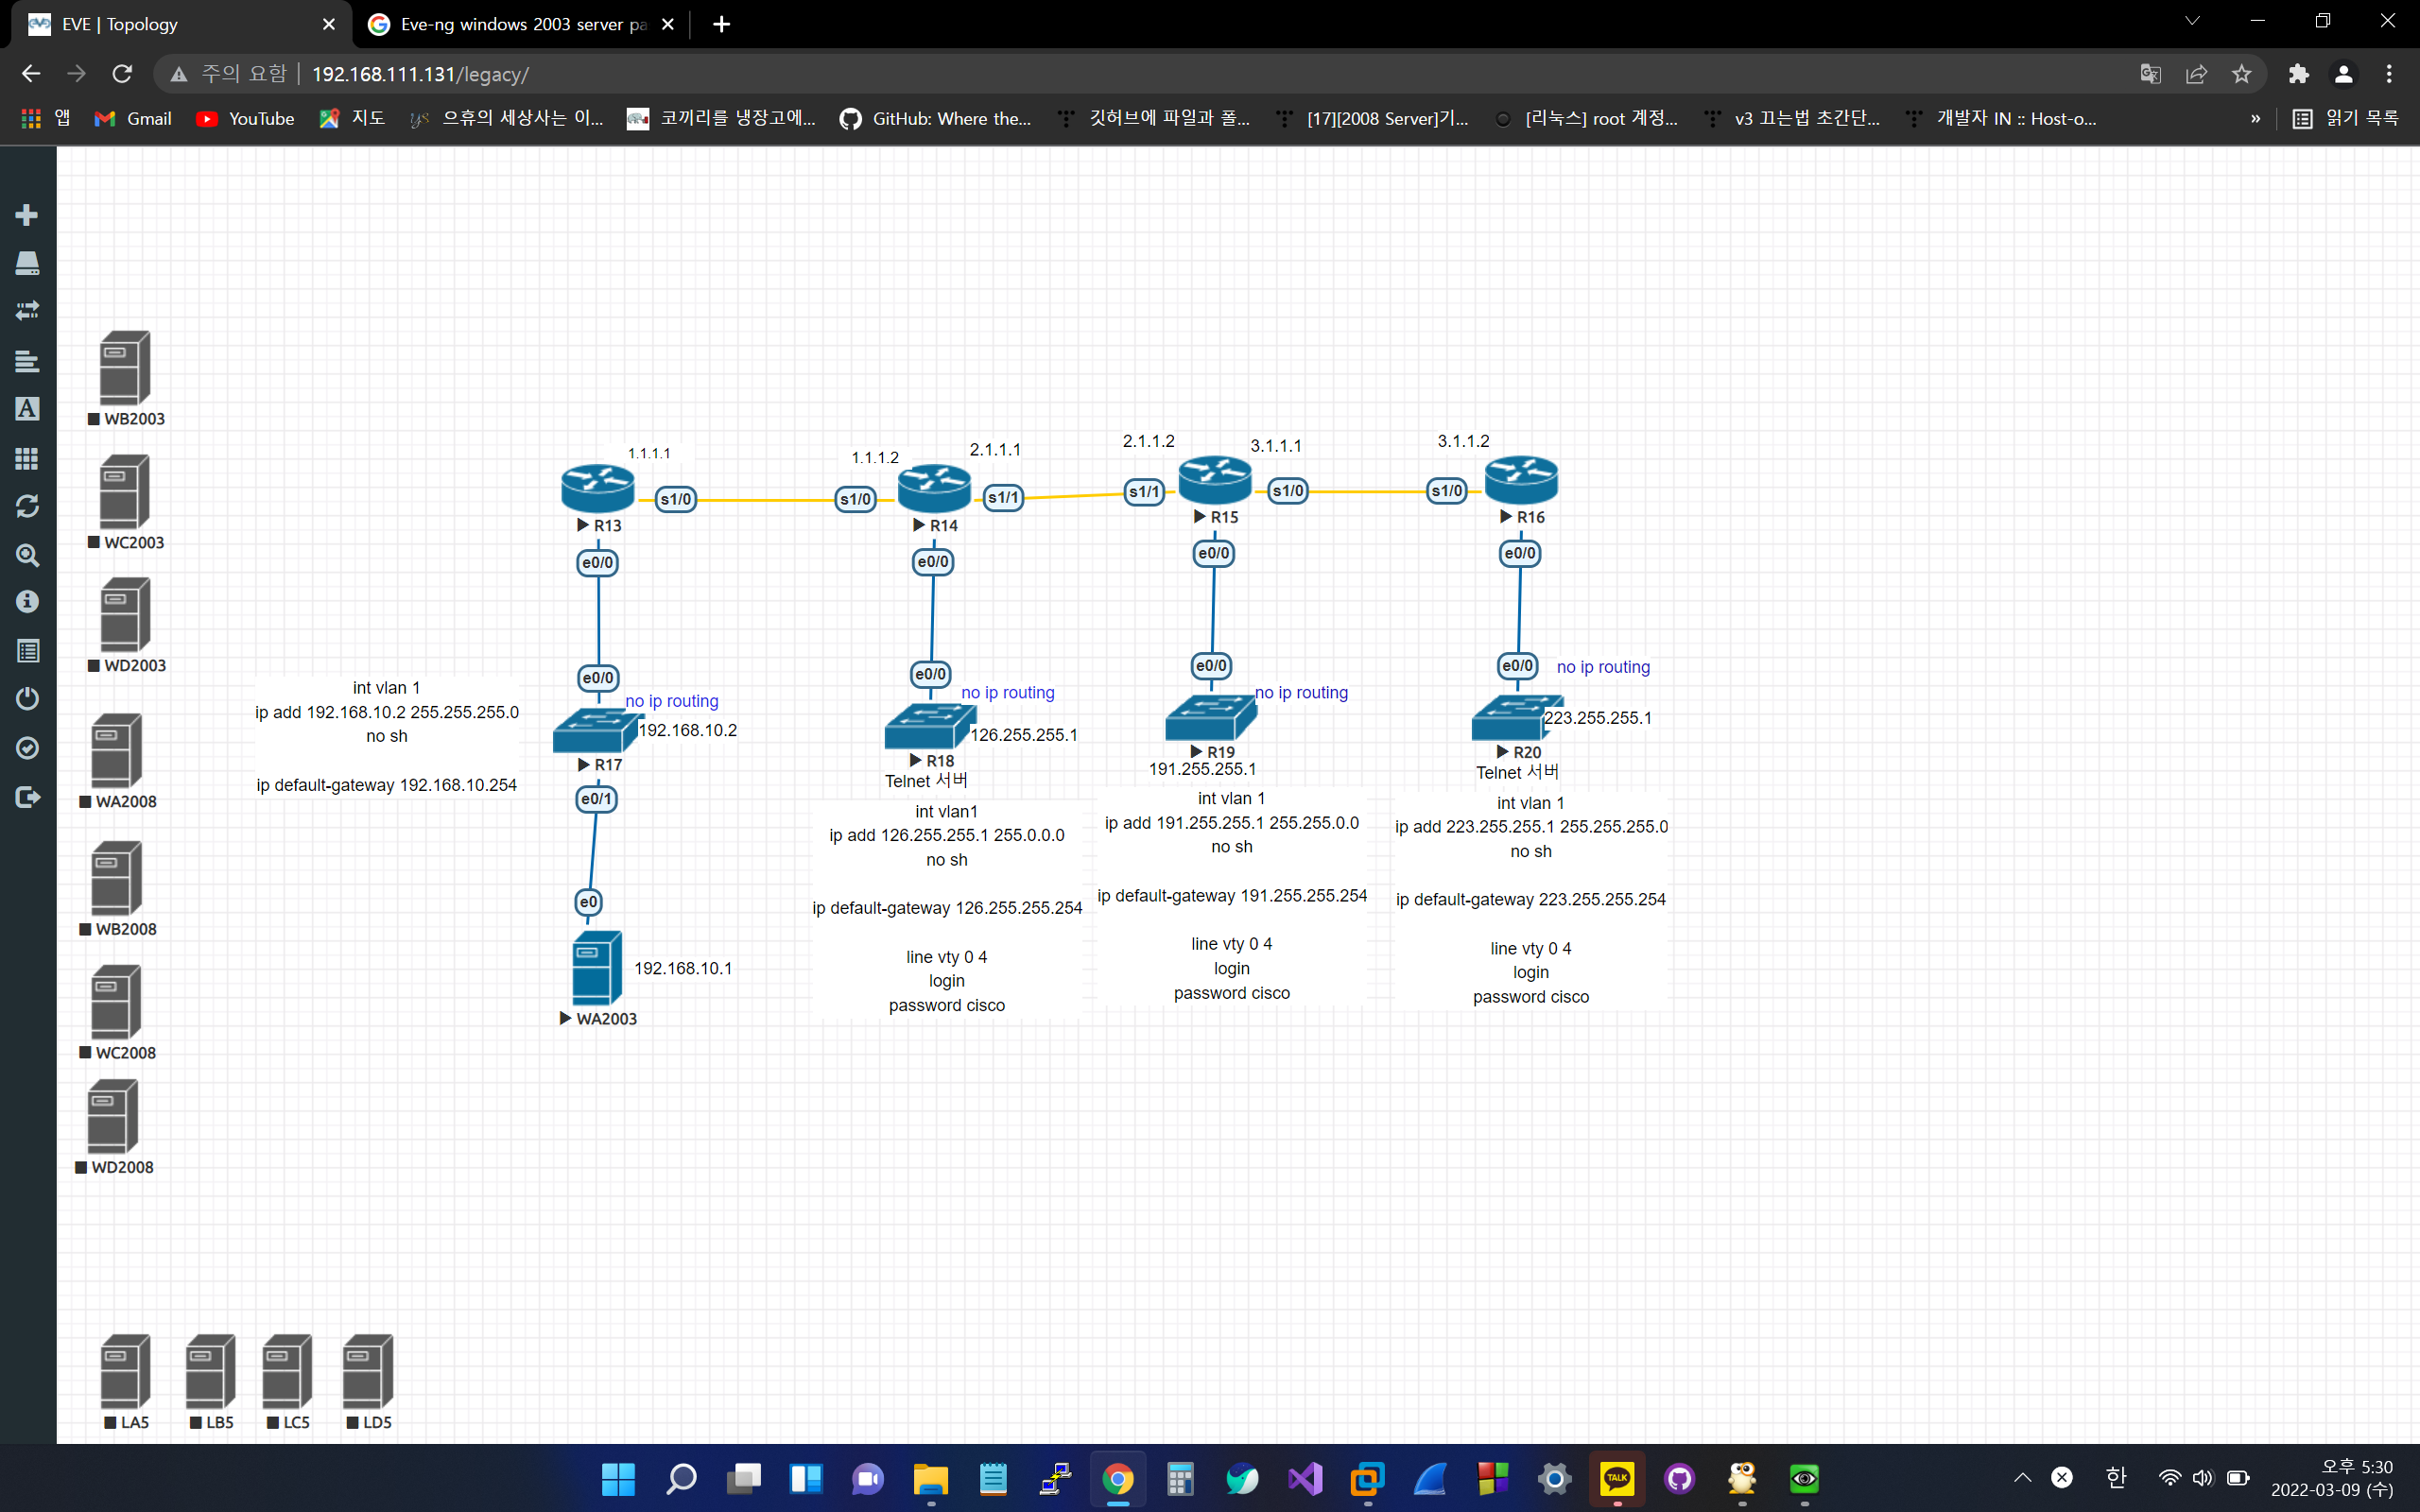 EVE | Topology
Eve-ng windows 2003 server pa
주의 요함
192.168.111.131/legacy/
앱
Gmail
YouTube
지도
으휴의 세상사는 이...
코끼리를 냉장고에...
GitHub: Where the...
깃허브에 파일과 폴...
[17][2008 Server]기...
[리눅스] root 계정...
v3 끄는법 초간단...
개발자 IN :: Host-o...
»
읽기 목록
WB2003
WC2003
WD2003
WA2008
WB2008
WC2008
WD2008
LA5
LB5
LC5
LD5
1.1.1.1
1.1.1.2
2.1.1.1
2.1.1.2
3.1.1.1
3.1.1.2
s1/0
s1/0
s1/1
s1/1
s1/0
s1/0
R13
R14
R15
R16
e0/0
e0/0
e0/0
e0/0
e0/0
e0/0
e0/0
e0/0
no ip routing
no ip routing
no ip routing
no ip routing
192.168.10.2
126.255.255.1
223.255.255.1
R17
R18
Telnet 서버
R19
191.255.255.1
R20
Telnet 서버
int vlan 1
ip add 192.168.10.2 255.255.255.0
no sh
ip default-gateway 192.168.10.254
e0/1
e0
192.168.10.1
WA2003
int vlan1
ip add 126.255.255.1 255.0.0.0
no sh
ip default-gateway 126.255.255.254
line vty 0 4
login
password cisco
int vlan 1
ip add 191.255.255.1 255.255.0.0
no sh
ip default-gateway 191.255.255.254
line vty 0 4
login
password cisco
int vlan 1
ip add 223.255.255.1 255.255.255.0
no sh
ip default-gateway 223.255.255.254
line vty 0 4
login
password cisco
TALK
한
오후 5:30
2022-03-09 (수)